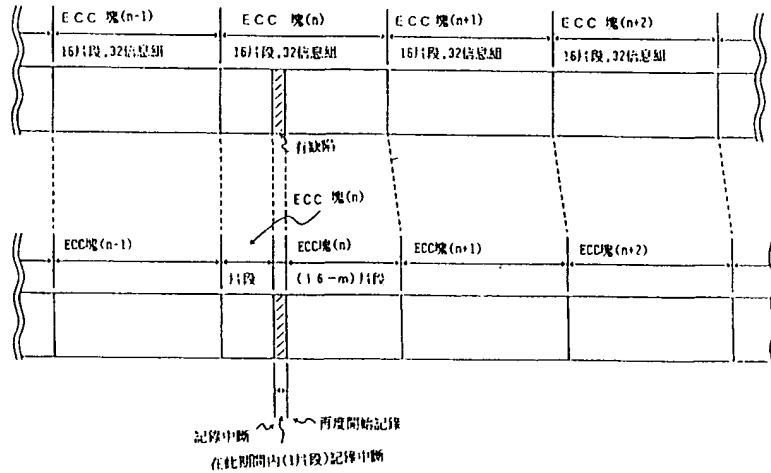 ECC 塊(n-1)
ECC 塊(n)
ECC 塊(n+1)
ECC 塊(n+2)
16片段,32信息組
16片段,32信息組
16片段,32信息組
16片段,32信息組
有缺陷
ECC 塊(n)
ECC塊(n-1)
ECC塊(n)
ECC塊(n+1)
ECC塊(n+2)
片段
(16-m)片段
記錄中斷
再度開始記錄
在此期間內(1片段)記錄中斷